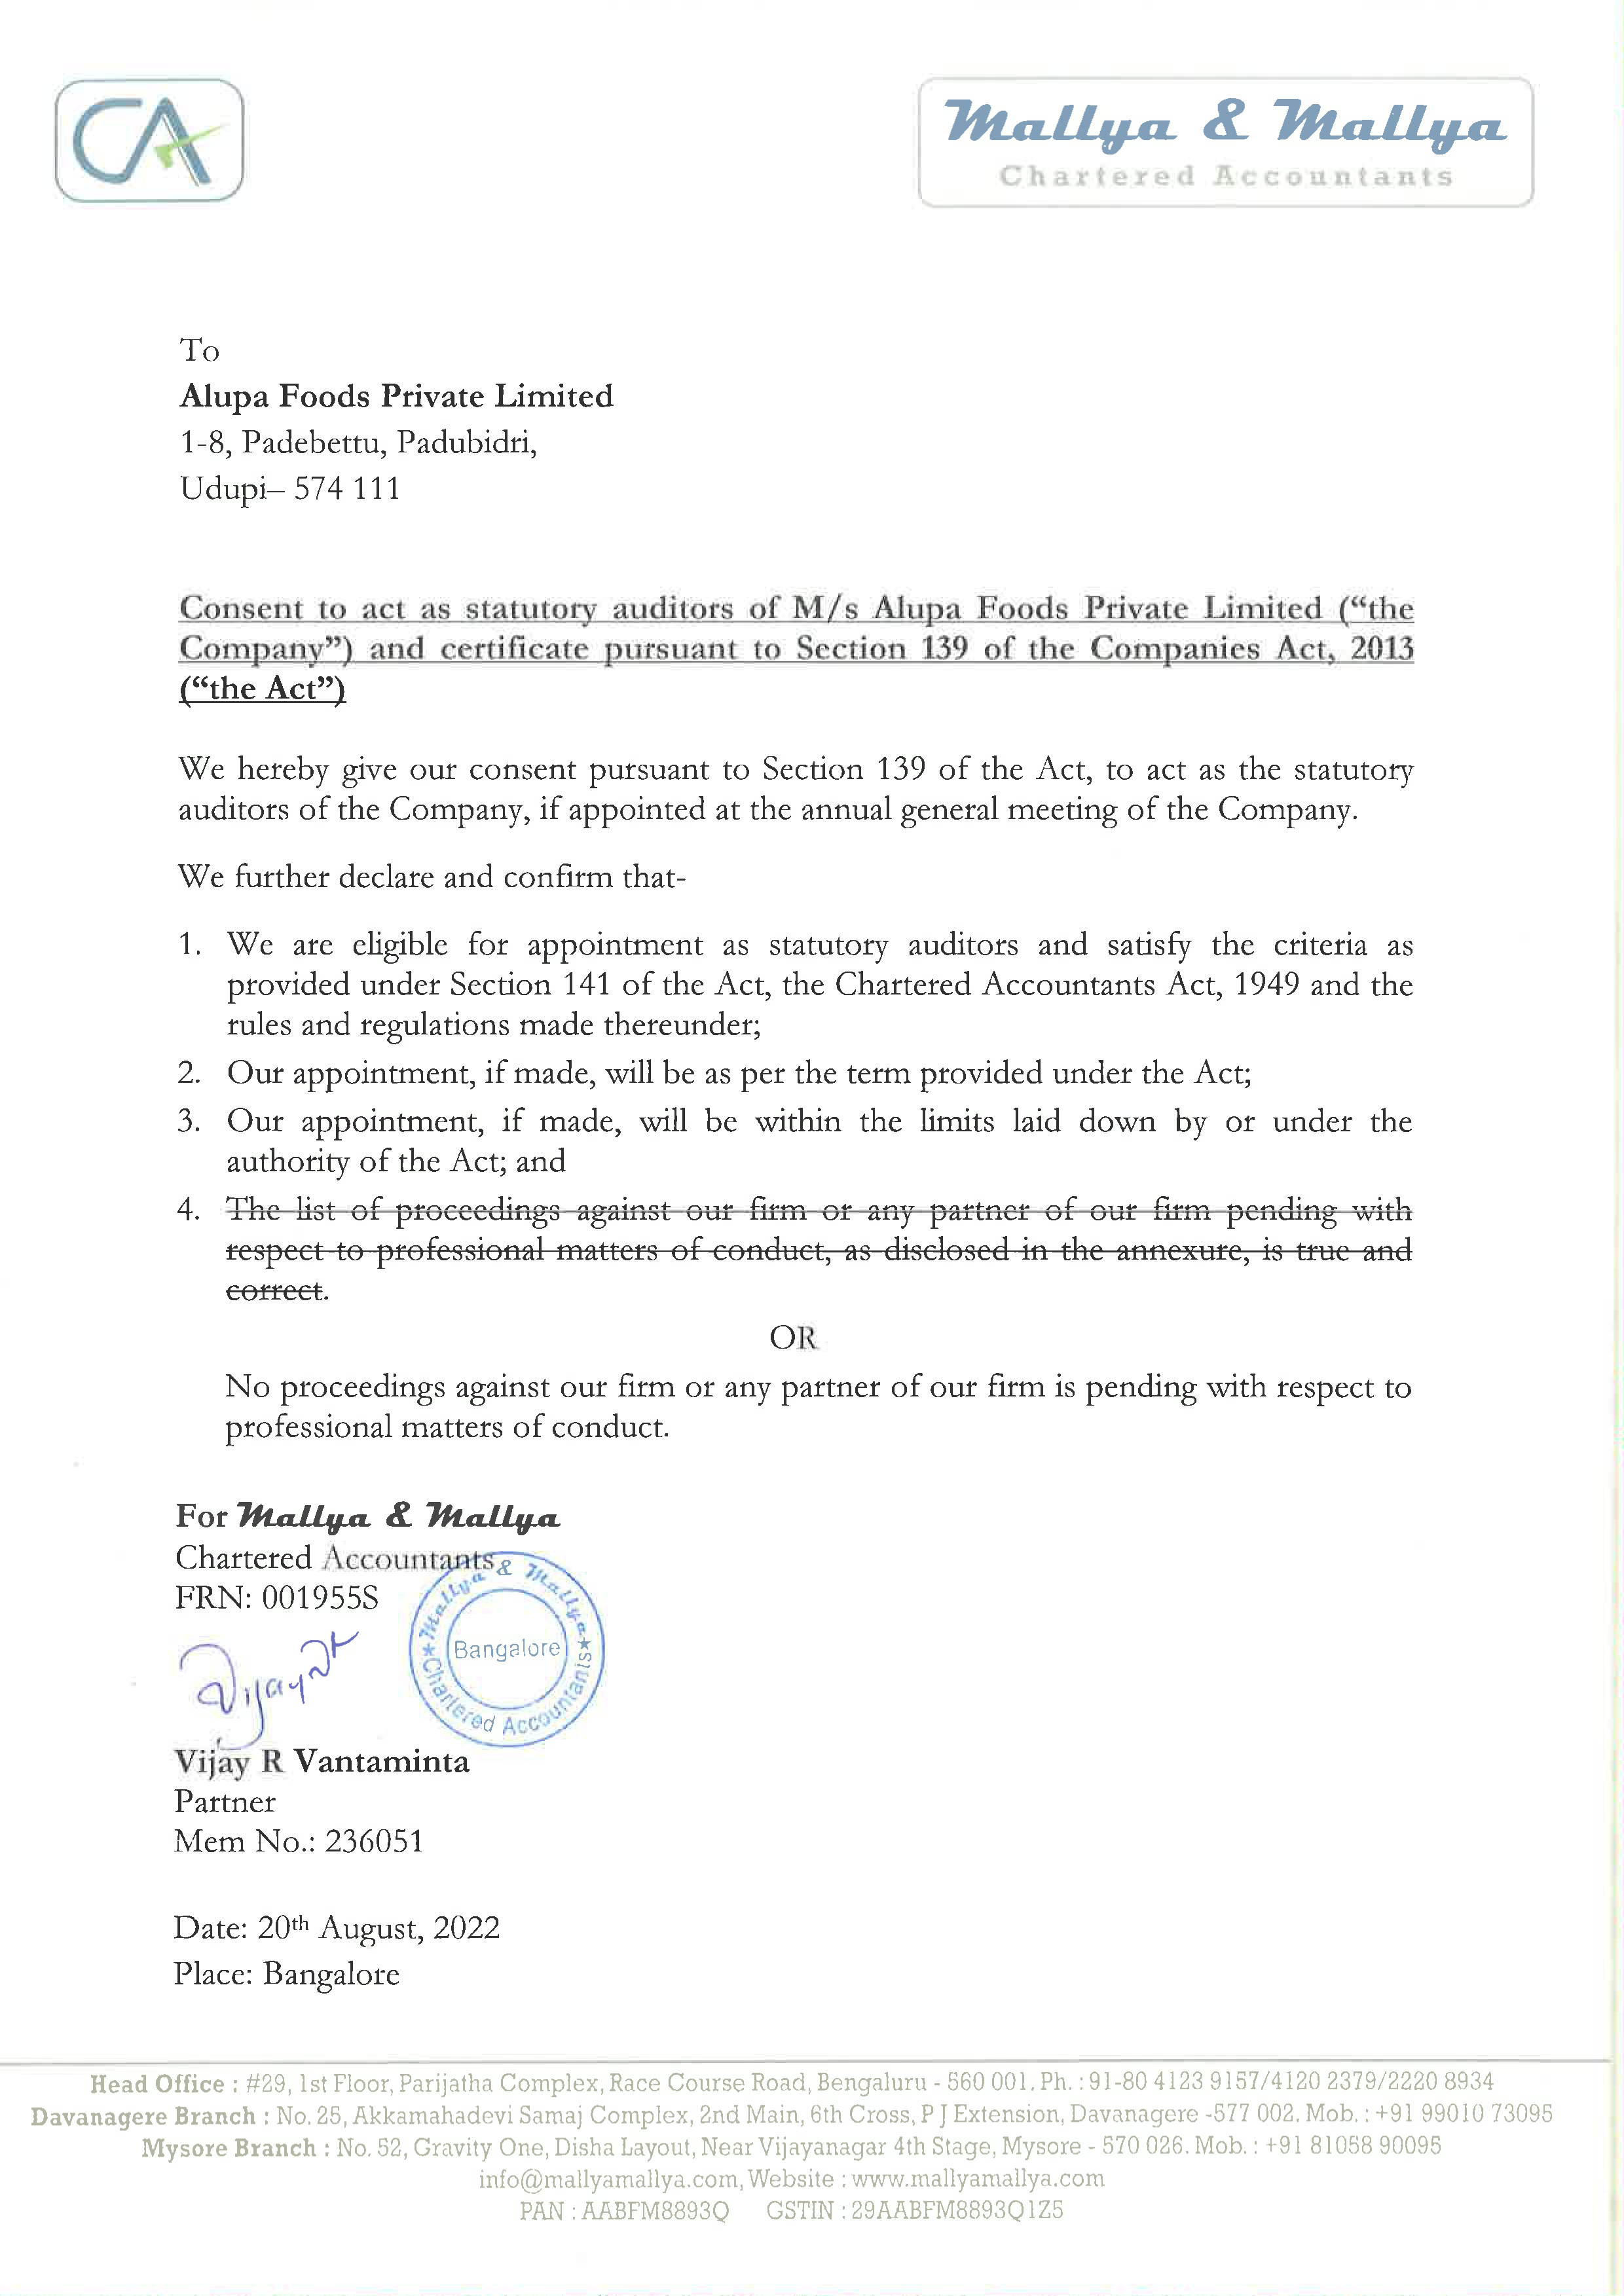 CA
Mallya & Mallya
Chartered Accountants
To
Alupa Foods Private Limited
1-8, Padebettu, Padubidri,
Udupi– 574 111
Consent to act as statutory auditors of M/s Alupa Foods Private Limited (“the
Company”) and certificate pursuant to Section 139 of the Companies Act, 2013
(“the Act”)
We hereby give our consent pursuant to Section 139 of the Act, to act as the statutory
auditors of the Company, if appointed at the annual general meeting of the Company.
We further declare and confirm that-
1. We are eligible for appointment as statutory auditors and satisfy the criteria as
provided under Section 141 of the Act, the Chartered Accountants Act, 1949 and the
rules and regulations made thereunder;
2. Our appointment, if made, will be as per the term provided under the Act;
3. Our appointment, if made, will be within the limits laid down by or under the
authority of the Act; and
4. The list of proceedings against our firm or any partner of our firm pending with
respect to professional matters of conduct, as disclosed in the annexure, is true and
correct.
OR
No proceedings against our firm or any partner of our firm is pending with respect to
professional matters of conduct.
For Mallya & Mallya
Chartered Accountants
FRN: 001955S
Mallya & Mallya
Bangalore
★Chartered Accountants★
Vijay R Vantaminta
Partner
Mem No.: 236051
Date: 20th August, 2022
Place: Bangalore
Head Office : #29, 1st Floor, Parijatha Complex, Race Course Road, Bengaluru - 560 001. Ph. : 91-80 4123 9157/4120 2379/2220 8934
Davanagere Branch : No. 25, Akkamahadevi Samaj Complex, 2nd Main, 6th Cross, P J Extension, Davanagere -577 002. Mob. : +91 99010 73095
Mysore Branch : No. 52, Gravity One, Disha Layout, Near Vijayanagar 4th Stage, Mysore - 570 026. Mob. : +91 81058 90095
info@mallyamallya.com, Website : www.mallyamallya.com
PAN : AABFM8893Q GSTIN : 29AABFM8893Q1Z5